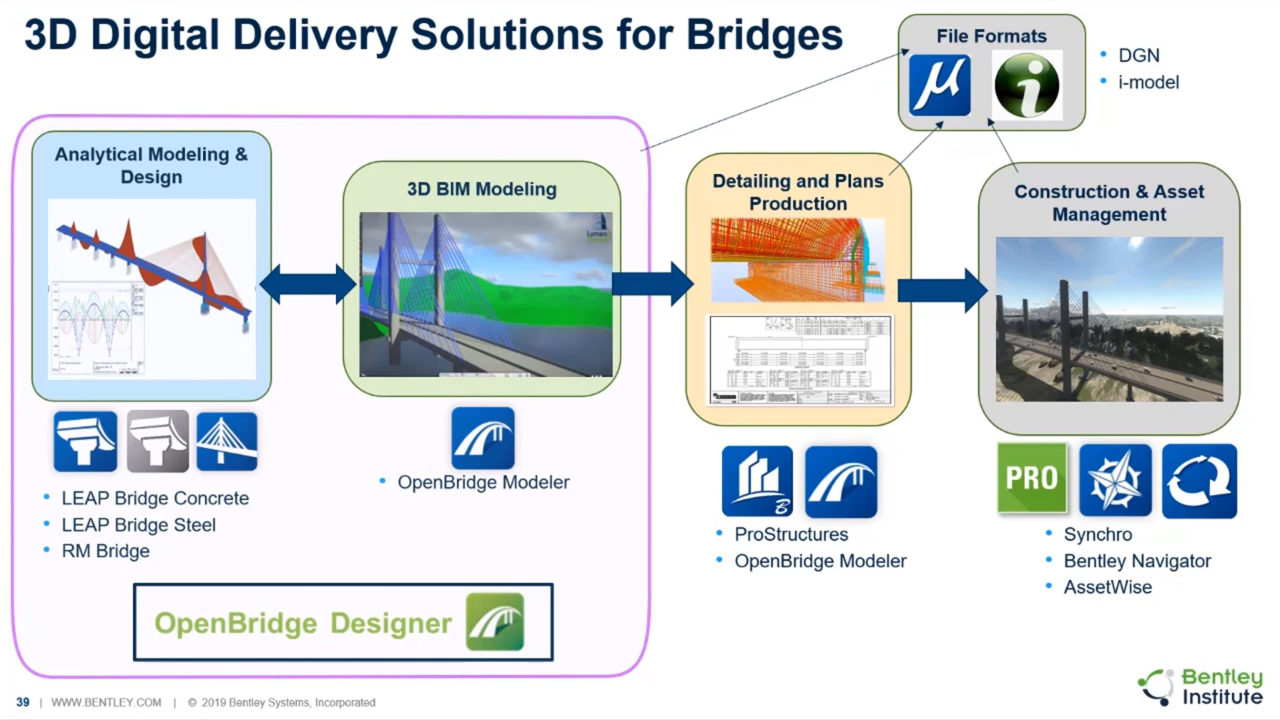 3D Digital Delivery Solutions for Bridges
File Formats
• DGN
• i-model
Analytical Modeling &
Design
3D BIM Modeling
Detailing and Plans
Production
Construction & Asset
Management
• LEAP Bridge Concrete
• LEAP Bridge Steel
• RM Bridge
• OpenBridge Modeler
B
• ProStructures
• OpenBridge Modeler
PRO
• Synchro
• Bentley Navigator
• AssetWise
OpenBridge Designer
39 | WWW.BENTLEY.COM | © 2019 Bentley Systems, Incorporated
Bentley
Institute